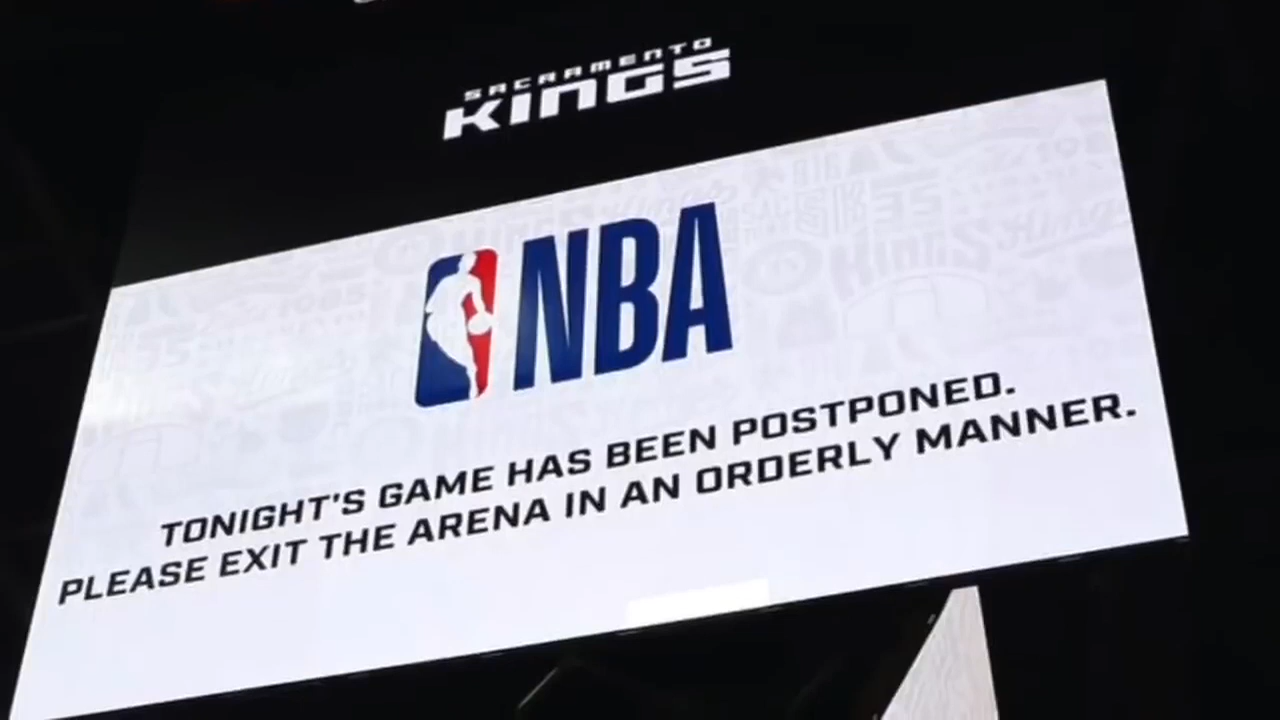 SACRAMENTO
KINGS
NBA
TONIGHT'S GAME HAS BEEN POSTPONED.
PLEASE EXIT THE ARENA IN AN ORDERLY MANNER.